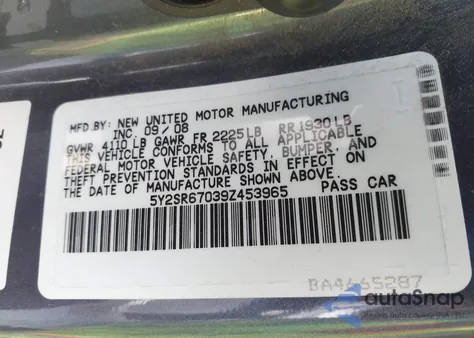 MFD.BY: NEW UNITED MOTOR MANUFACTURING
INC. 09/08
GVWR 4110 LB GAWR FR 2225LB RR 1930LB
THIS VEHICLE CONFORMS TO ALL APPLICABLE
FEDERAL MOTOR VEHICLE SAFETY, BUMPER, AND
THEFT PREVENTION STANDARDS IN EFFECT ON
THE DATE OF MANUFACTURE SHOWN ABOVE.
5Y2SR67039Z453965 PASS CAR
BA4665287
autoSnap